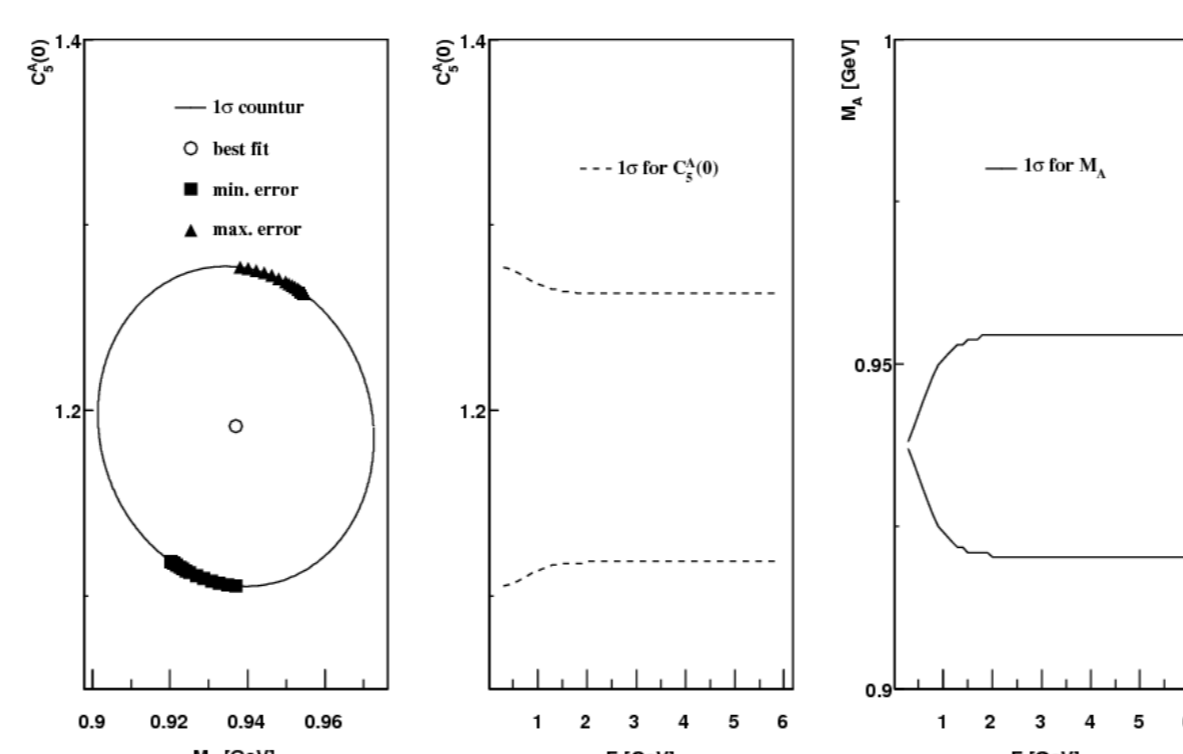 C5A(0)
1.4
1.2
1σ countur
best fit
min. error
max. error
0.9 0.92 0.94 0.96
C5A(0)
1.4
1.2
1σ for C5A(0)
1 2 3 4 5 6
MA [GeV]
1
0.95
0.9
1σ for MA
1 2 3 4 5